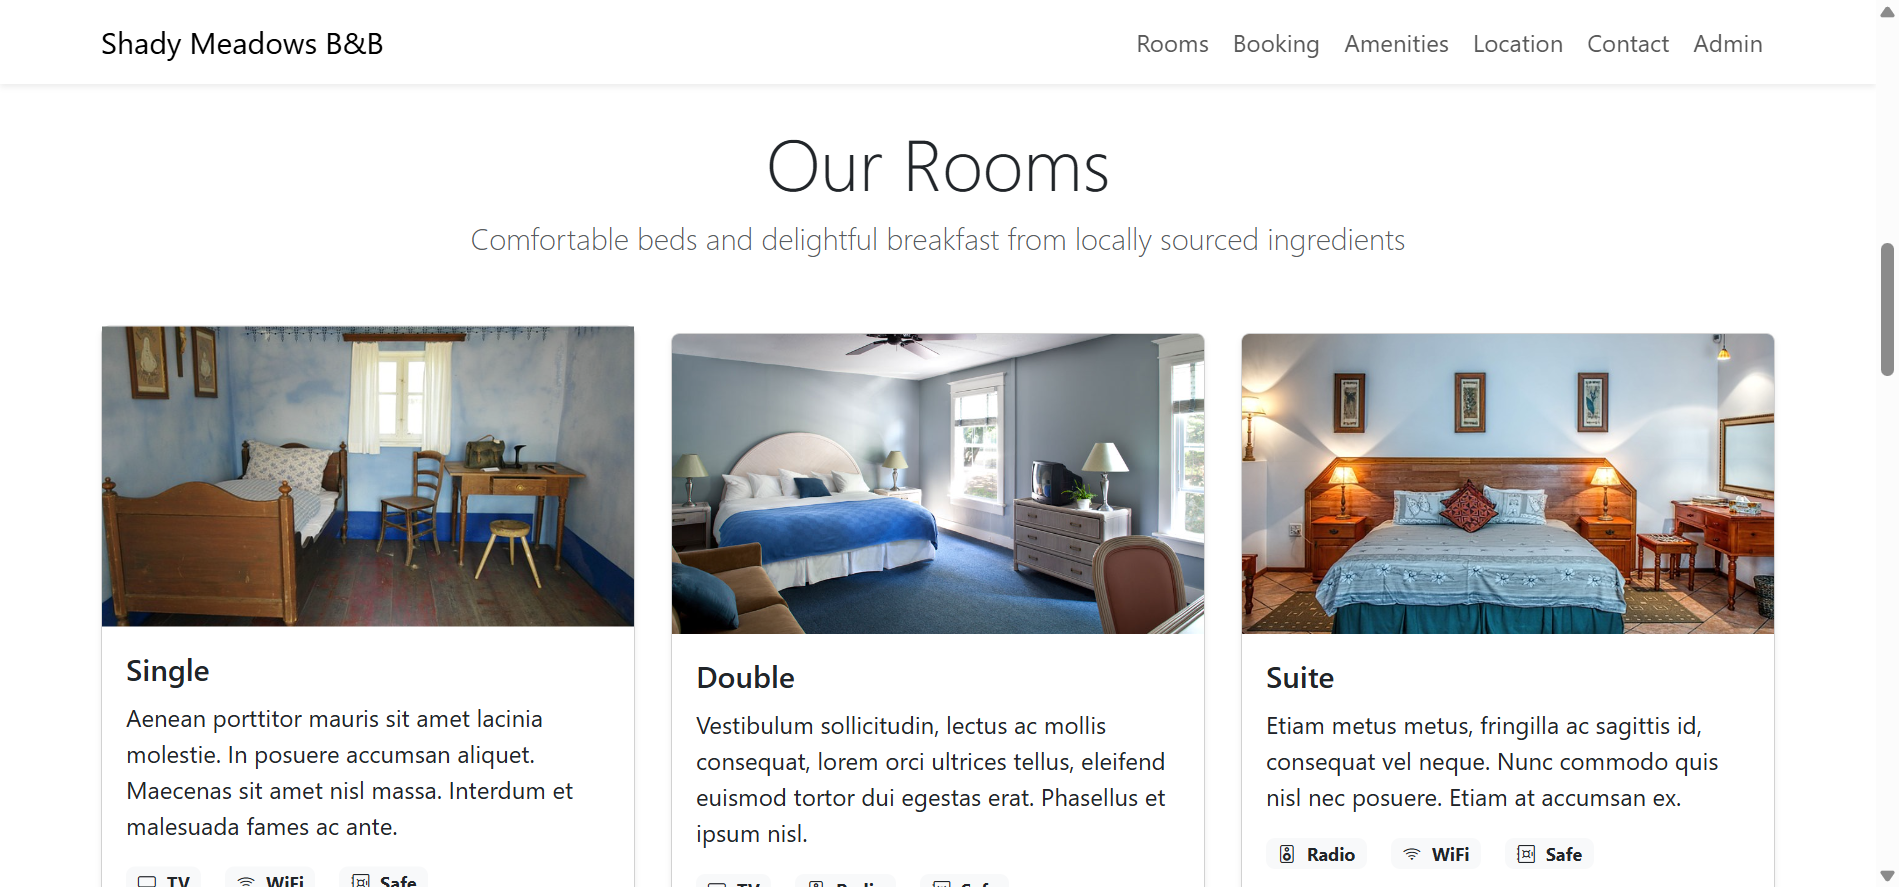 Shady Meadows B&B
Rooms Booking Amenities Location Contact Admin
Our Rooms
Comfortable beds and delightful breakfast from locally sourced ingredients
Single
Aenean porttitor mauris sit amet lacinia
molestie. In posuere accumsan aliquet.
Maecenas sit amet nisl massa. Interdum et
malesuada fames ac ante.
TV WiFi Safe
Double
Vestibulum sollicitudin, lectus ac mollis
consequat, lorem orci ultrices tellus, eleifend
euismod tortor dui egestas erat. Phasellus et
ipsum nisl.
TV Radio Safe
Suite
Etiam metus metus, fringilla ac sagittis id,
consequat vel neque. Nunc commodo quis
nisl nec posuere. Etiam at accumsan ex.
Radio WiFi Safe